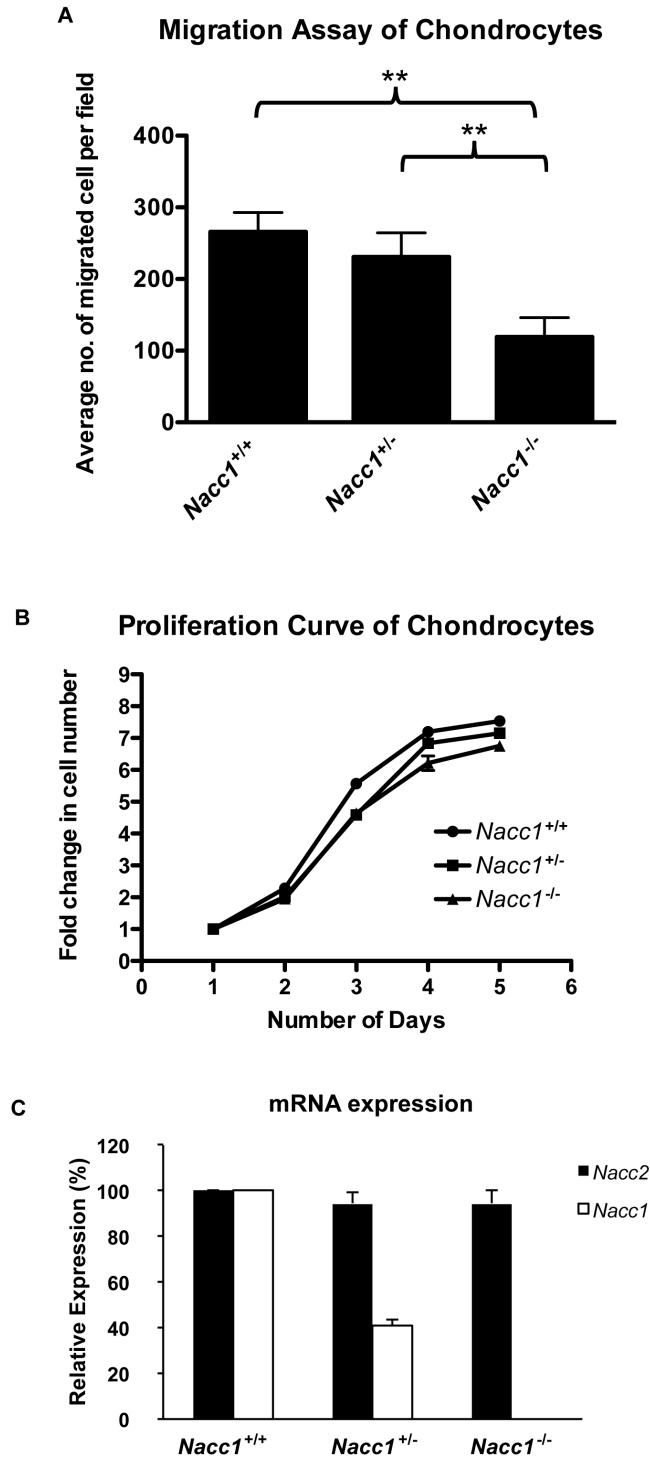 A
Migration Assay of Chondrocytes
Average no. of migrated cell per field
**
**
400
300
200
100
0
Nacc1+/+
Nacc1+/-
Nacc1-/-
B
Proliferation Curve of Chondrocytes
Fold change in cell number
9
8
7
6
5
4
3
2
1
0
0 1 2 3 4 5 6
Number of Days
Nacc1+/+
Nacc1+/-
Nacc1-/-
C
mRNA expression
Relative Expression (%)
120
100
80
60
40
20
0
Nacc2
Nacc1
Nacc1+/+ Nacc1+/- Nacc1-/-